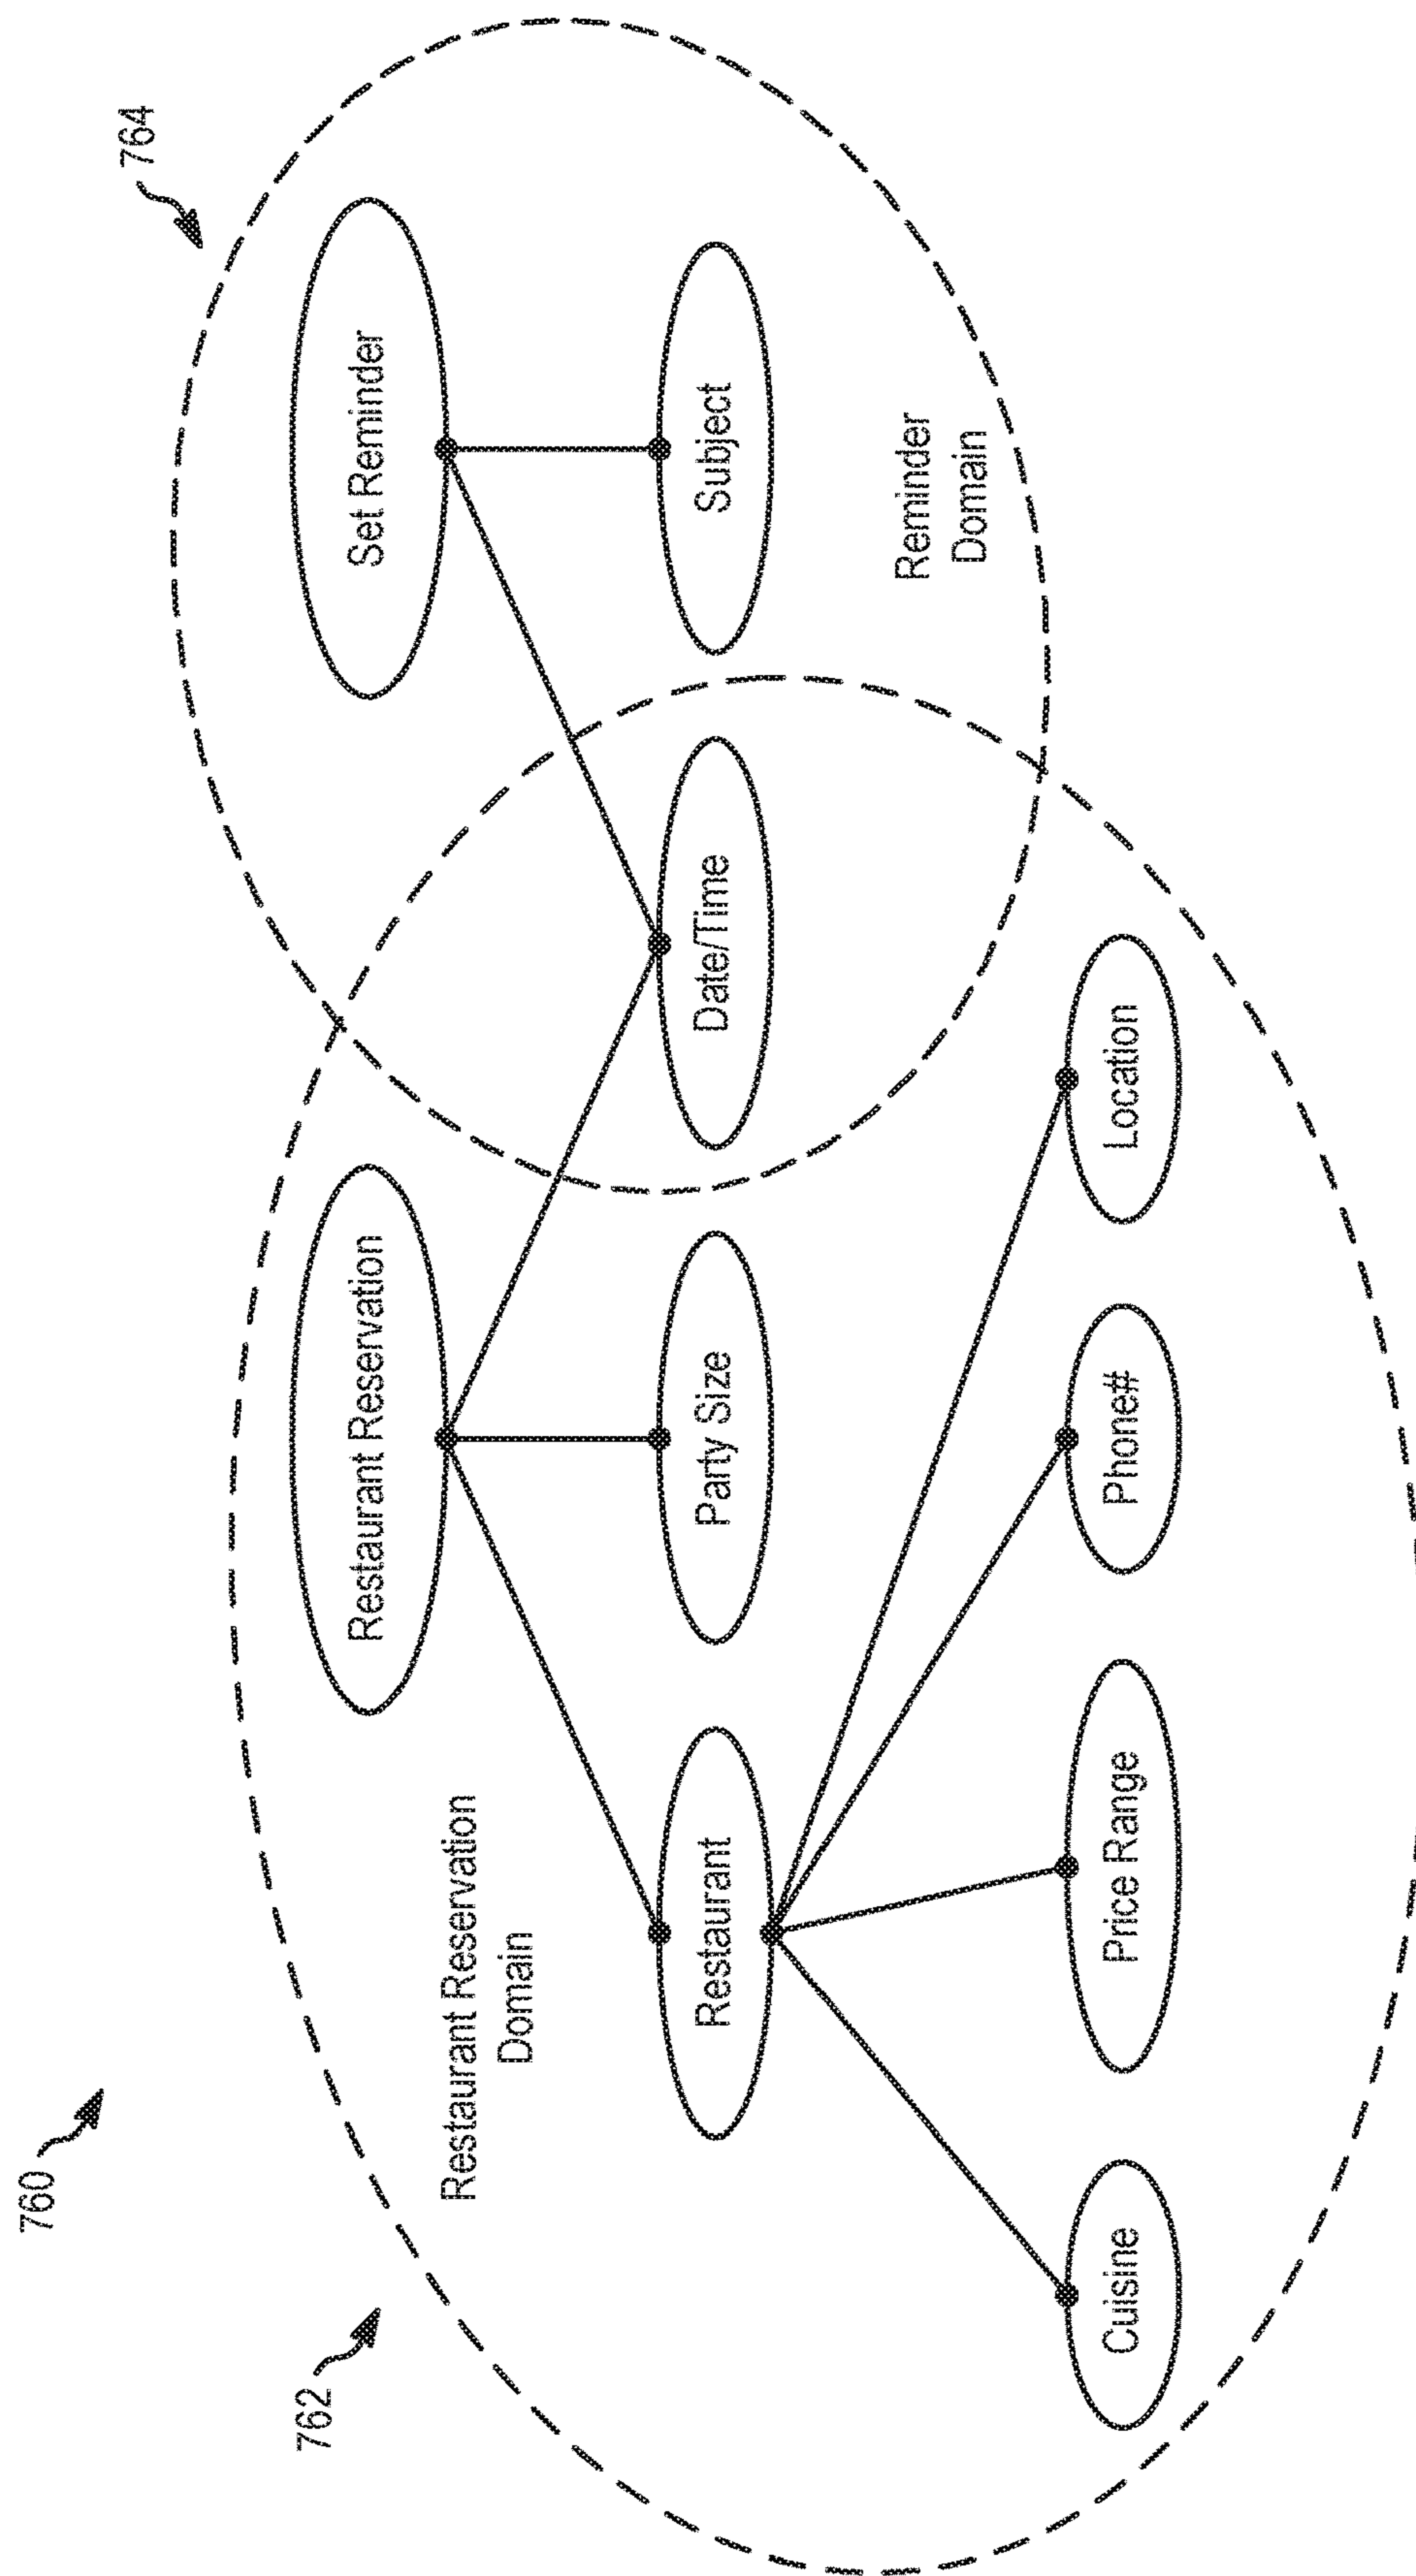 760
762
764
Restaurant Reservation
Set Reminder
Restaurant Reservation
Domain
Restaurant
Party Size
Date/Time
Subject
Reminder
Domain
Cuisine
Price Range
Phone#
Location